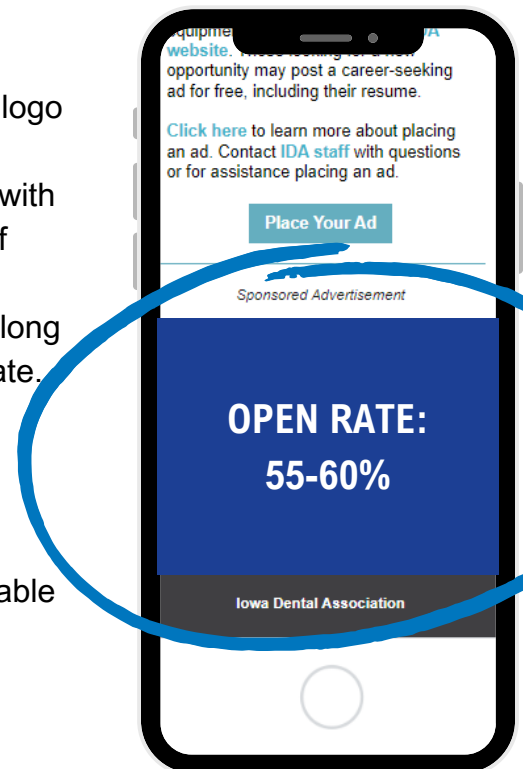 logo
with
long
able
website.
opportunity may post a career-seeking
ad for free, including their resume.
Click here to learn more about placing
an ad. Contact IDA staff with questions
or for assistance placing an ad.
Place Your Ad
Sponsored Advertisement
OPEN RATE:
55-60%
Iowa Dental Association